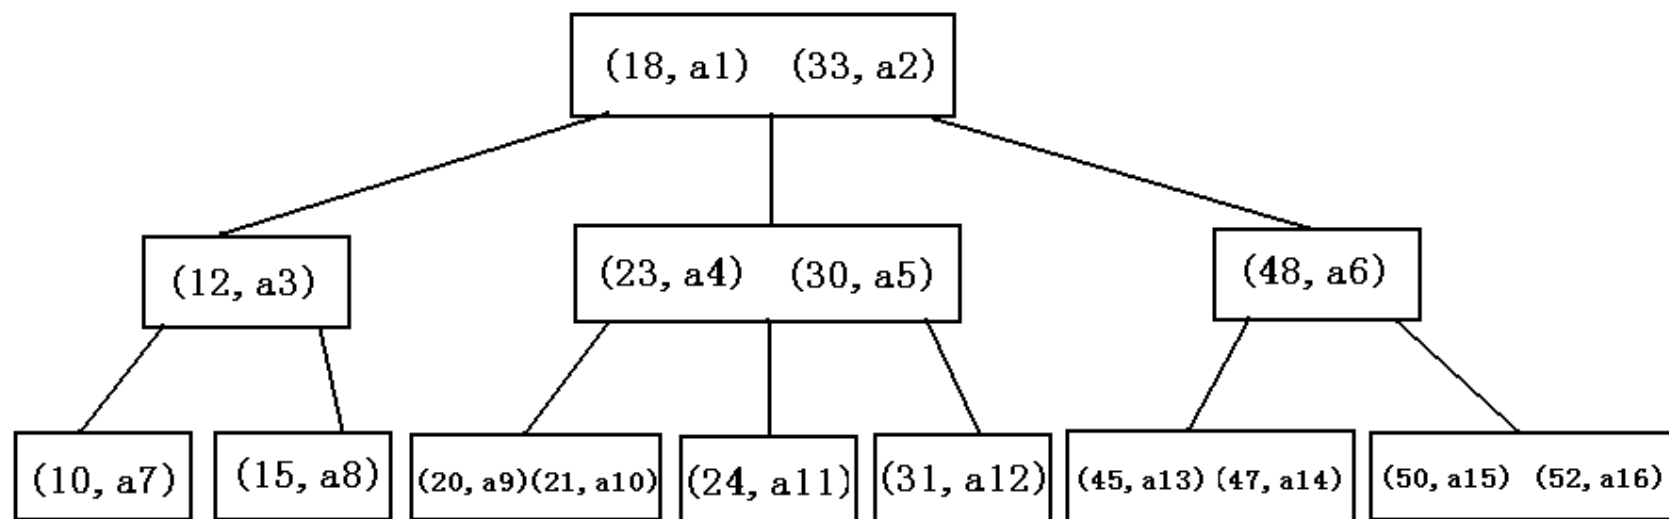 (18, a1) (33, a2)
(12, a3) (23, a4) (30, a5) (48, a6)
(10, a7) (15, a8) (20, a9)(21, a10) (24, a11) (31, a12) (45, a13) (47, a14) (50, a15) (52, a16)